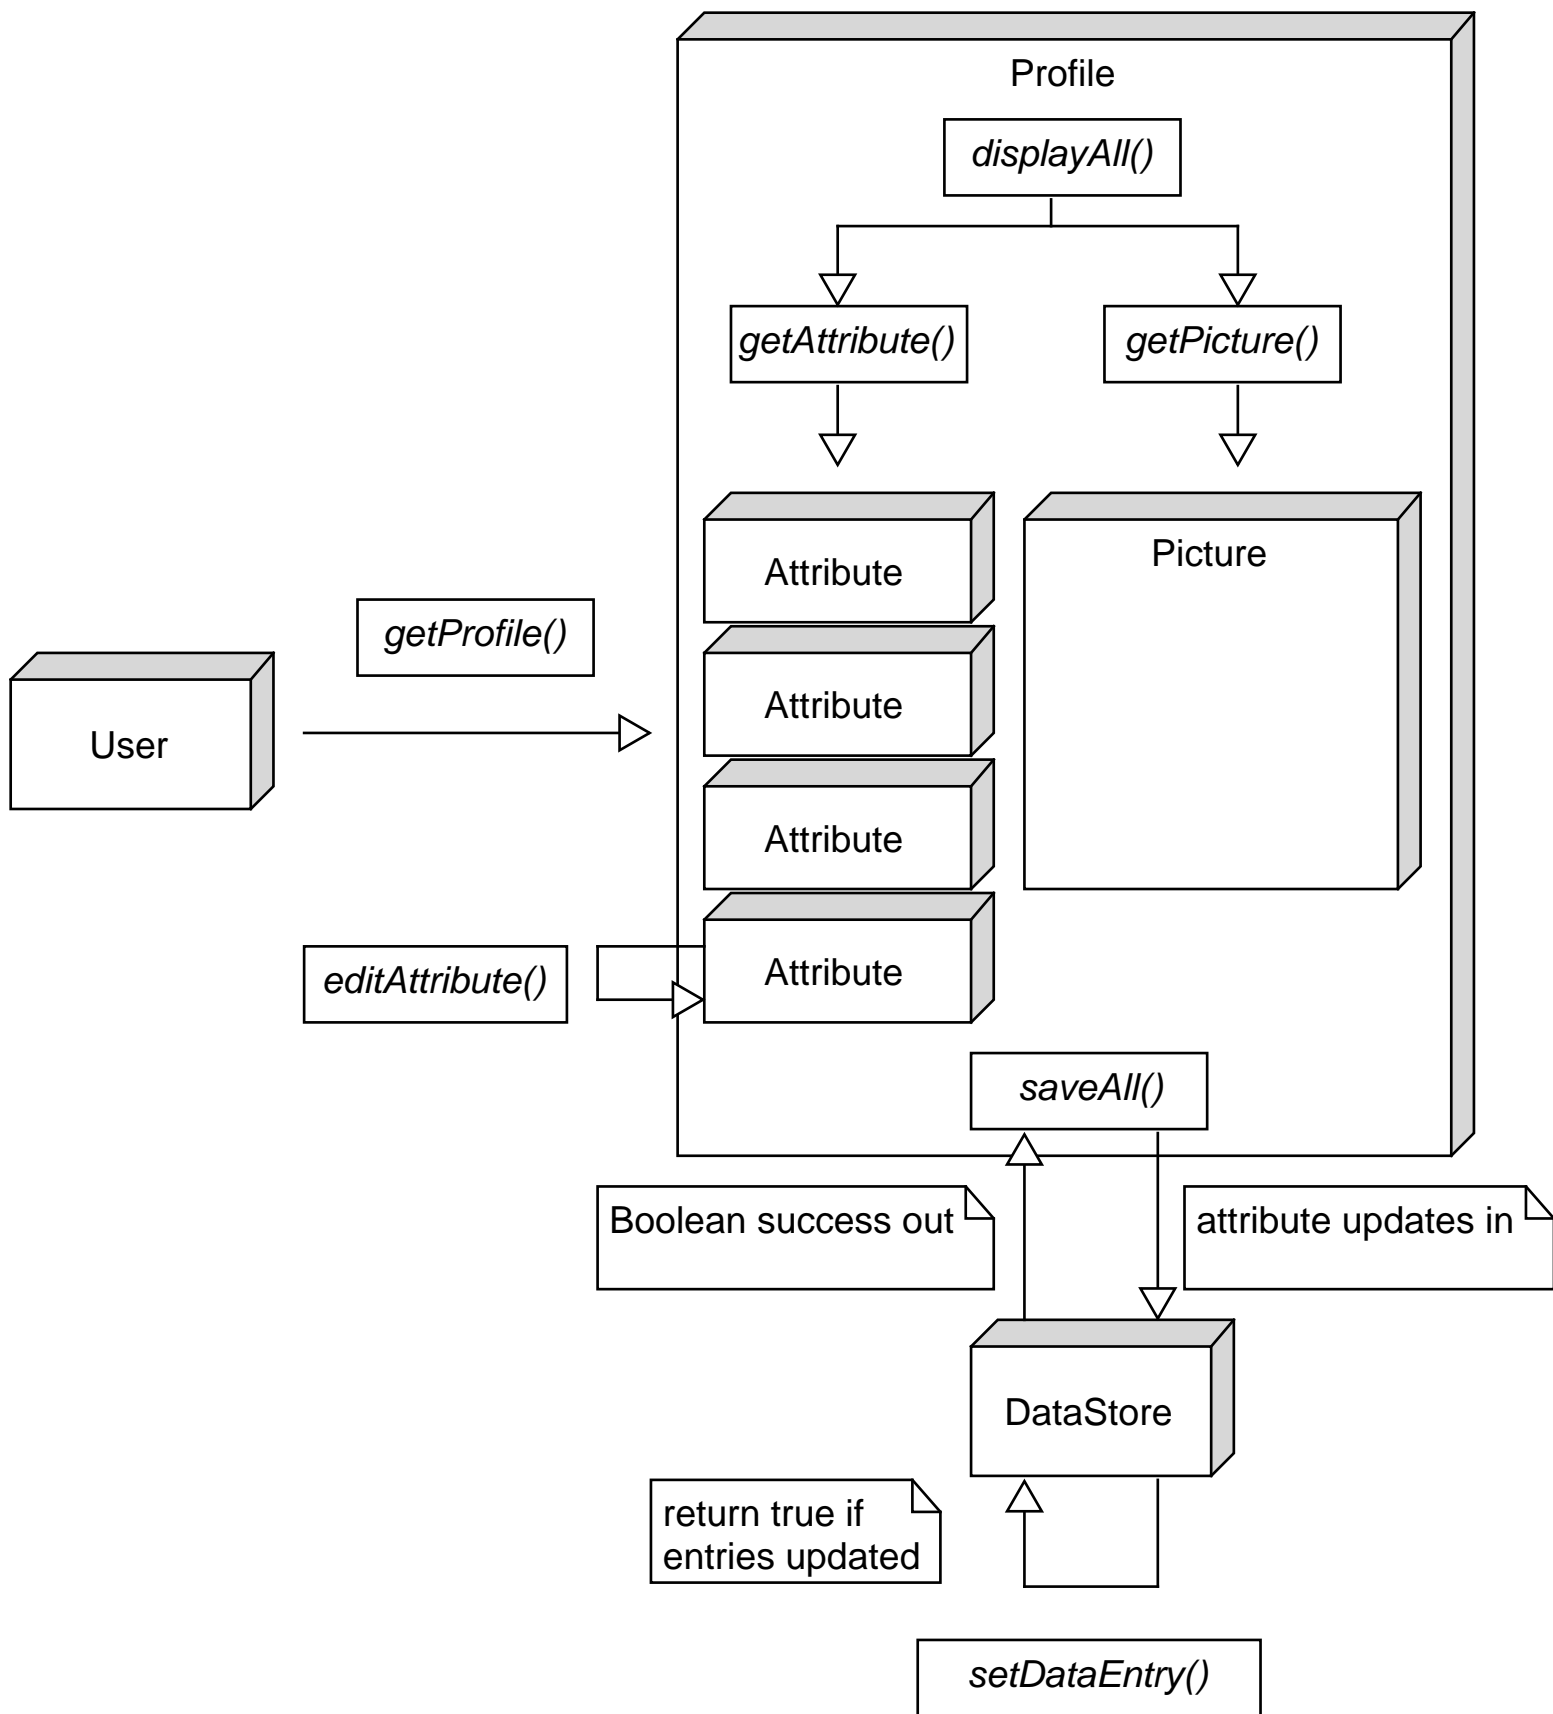 Profile
displayAll()
getAttribute()
getPicture()
Attribute
Picture
getProfile()
Attribute
User
Attribute
editAttribute()
Attribute
saveAll()
Boolean success out
attribute updates in
DataStore
return true if
entries updated
setDataEntry()